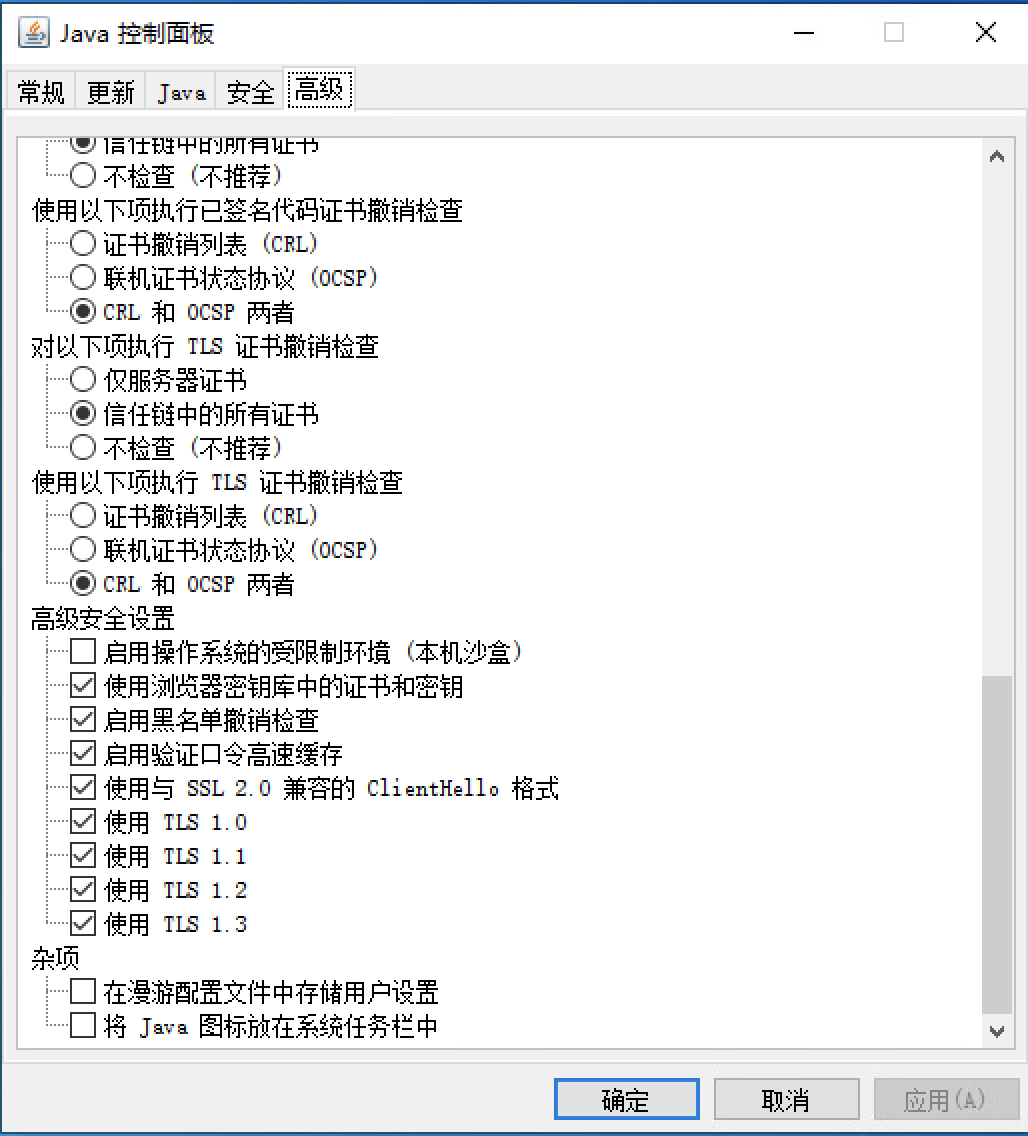 Java 控制面板
常规 更新 Java 安全 高级
信任链中的所有证书
不检查 (不推荐)
使用以下项执行已签名代码证书撤销检查
证书撤销列表 (CRL)
联机证书状态协议 (OCSP)
CRL 和 OCSP 两者
对以下项执行 TLS 证书撤销检查
仅服务器证书
信任链中的所有证书
不检查 (不推荐)
使用以下项执行 TLS 证书撤销检查
证书撤销列表 (CRL)
联机证书状态协议 (OCSP)
CRL 和 OCSP 两者
高级安全设置
启用操作系统的受限制环境 (本机沙盒)
使用浏览器密钥库中的证书和密钥
启用黑名单撤销检查
启用验证口令高速缓存
使用与 SSL 2.0 兼容的 ClientHello 格式
使用 TLS 1.0
使用 TLS 1.1
使用 TLS 1.2
使用 TLS 1.3
杂项
在漫游配置文件中存储用户设置
将 Java 图标放在系统任务栏中
确定 取消 应用(A)